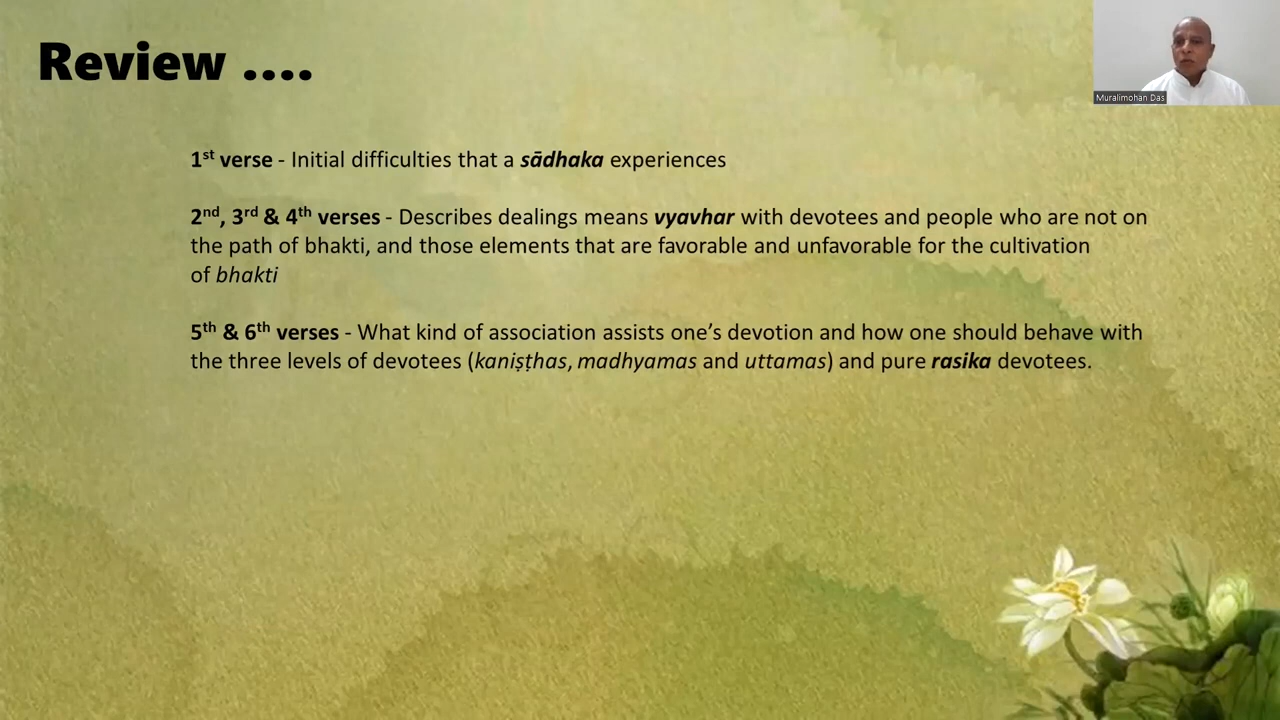 Review ....
Muralimohan Das
1st verse - Initial difficulties that a sādhaka experiences
2nd, 3rd & 4th verses - Describes dealings means vyavhar with devotees and people who are not on
the path of bhakti, and those elements that are favorable and unfavorable for the cultivation
of bhakti
5th & 6th verses - What kind of association assists one’s devotion and how one should behave with
the three levels of devotees (kaniṣṭhas, madhyamas and uttamas) and pure rasika devotees.